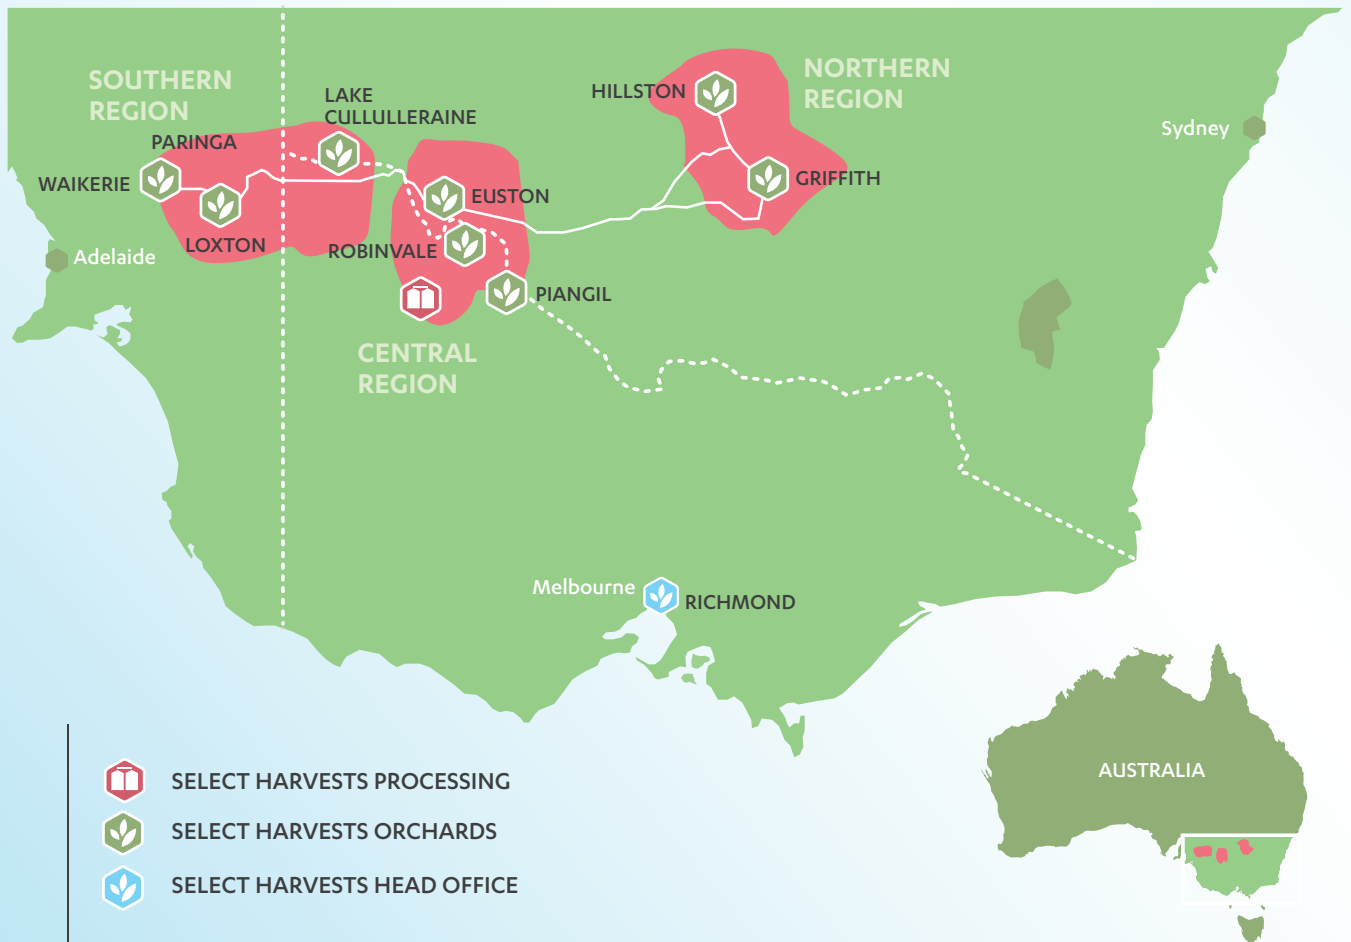 SOUTHERN
REGION
LAKE
CULLULLERAINE
PARINGA
WAIKERIE
LOXTON
Adelaide
HILLSTON
NORTHERN
REGION
GRIFFITH
Sydney
EUSTON
ROBINVALE
PIANGIL
CENTRAL
REGION
Melbourne
RICHMOND
SELECT HARVESTS PROCESSING
SELECT HARVESTS ORCHARDS
SELECT HARVESTS HEAD OFFICE
AUSTRALIA